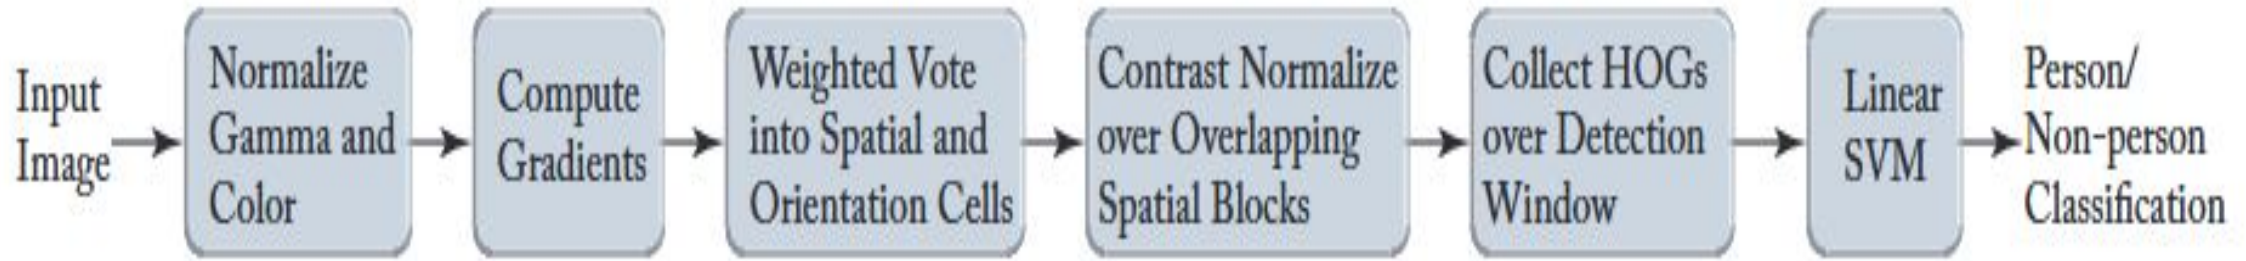 Input
Image
Normalize
Gamma and
Color
Compute
Gradients
Weighted Vote
into Spatial and
Orientation Cells
Contrast Normalize
over Overlapping
Spatial Blocks
Collect HOGs
over Detection
Window
Linear
SVM
Person/
Non-person
Classification